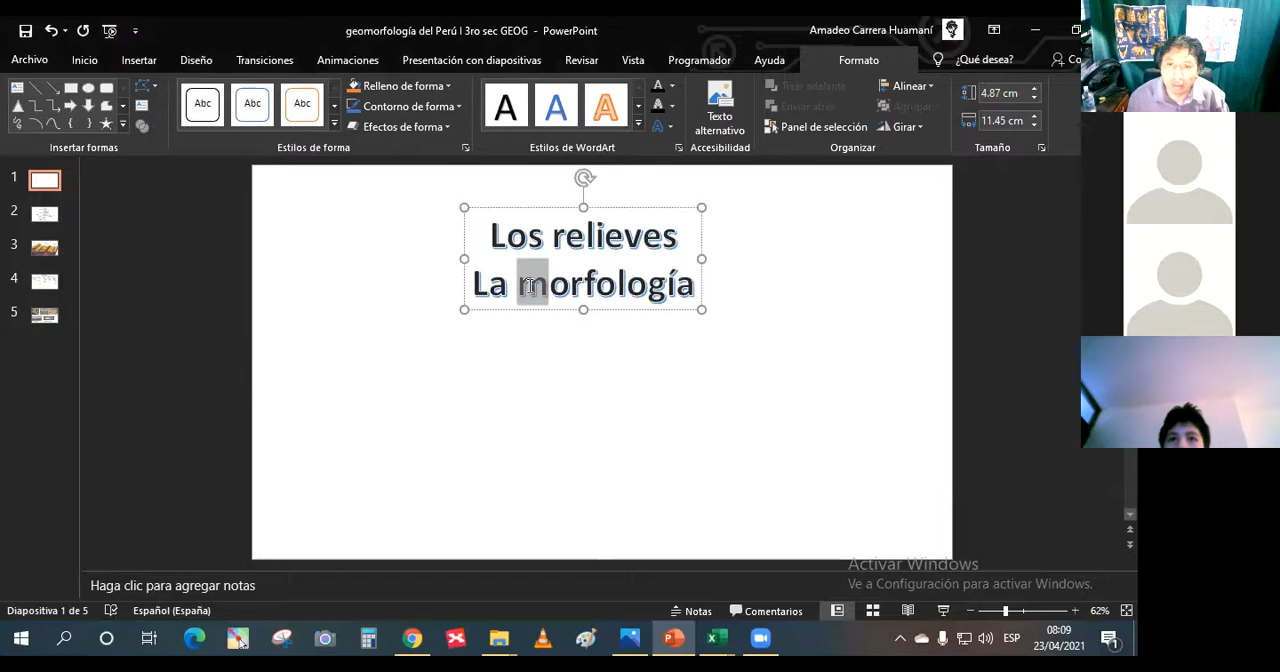 geomorfología del Perú I 3ro sec GEOG - PowerPoint
Amadeo Carrera Huamaní
Archivo Inicio Insertar Diseño Transiciones Animaciones Presentación con diapositivas Revisar Vista Programador Ayuda Formato ¿Qué desea? Co
Abc Abc Abc
Relleno de forma
Contorno de forma
Efectos de forma
A A A
A
A
A
Texto
alternativo
Traer adelante
Enviar atrás
Panel de selección
Alinear
Agrupar
Girar
4.87 cm
11.45 cm
Insertar formas Estilos de forma Estilos de WordArt Accesibilidad Organizar Tamaño
1
2
3
4
5
Los relieves
La morfología
Activar Windows
Ve a Configuración para activar Windows.
Haga clic para agregar notas
Diapositiva 1 de 5 Español (España) Notas Comentarios 62%
ESP
08:09
23/04/2021
1